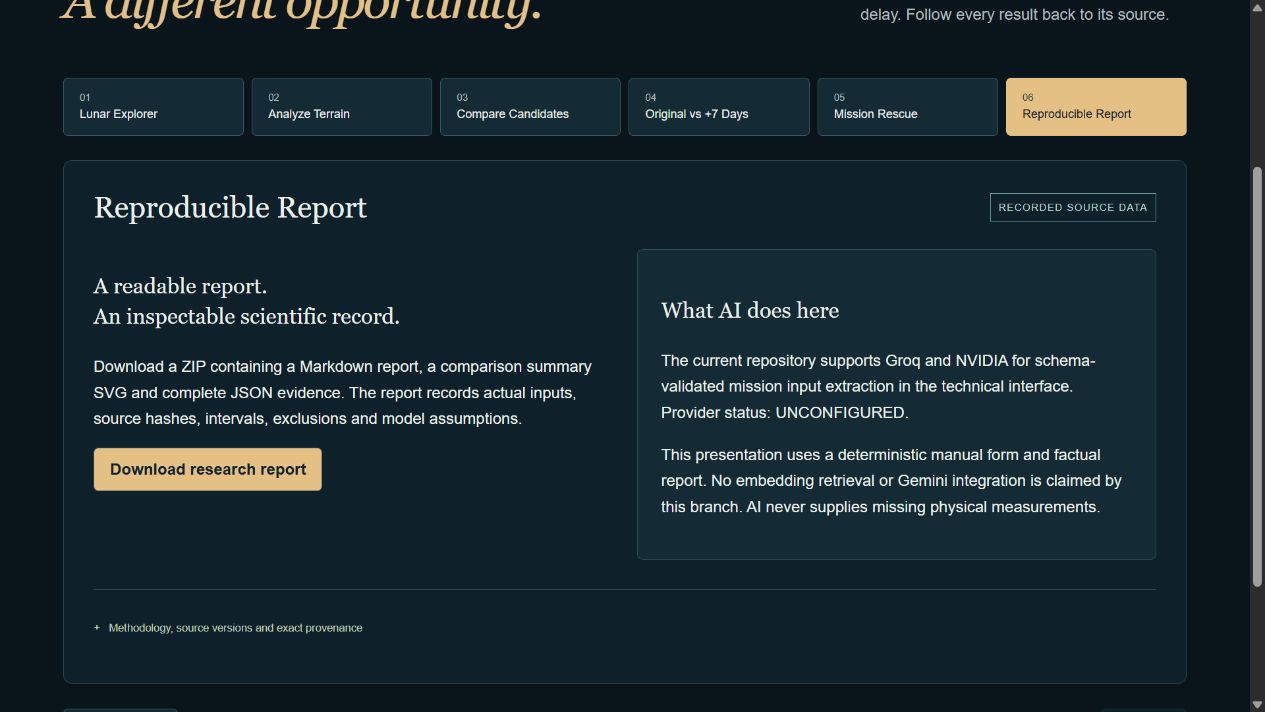 A different opportunity.
delay. Follow every result back to its source.
01
Lunar Explorer
02
Analyze Terrain
03
Compare Candidates
04
Original vs +7 Days
05
Mission Rescue
06
Reproducible Report
Reproducible Report
RECORDED SOURCE DATA
A readable report.
An inspectable scientific record.
Download a ZIP containing a Markdown report, a comparison summary
SVG and complete JSON evidence. The report records actual inputs,
source hashes, intervals, exclusions and model assumptions.
Download research report
What AI does here
The current repository supports Groq and NVIDIA for schema-
validated mission input extraction in the technical interface.
Provider status: UNCONFIGURED.
This presentation uses a deterministic manual form and factual
report. No embedding retrieval or Gemini integration is claimed by
this branch. AI never supplies missing physical measurements.
+ Methodology, source versions and exact provenance